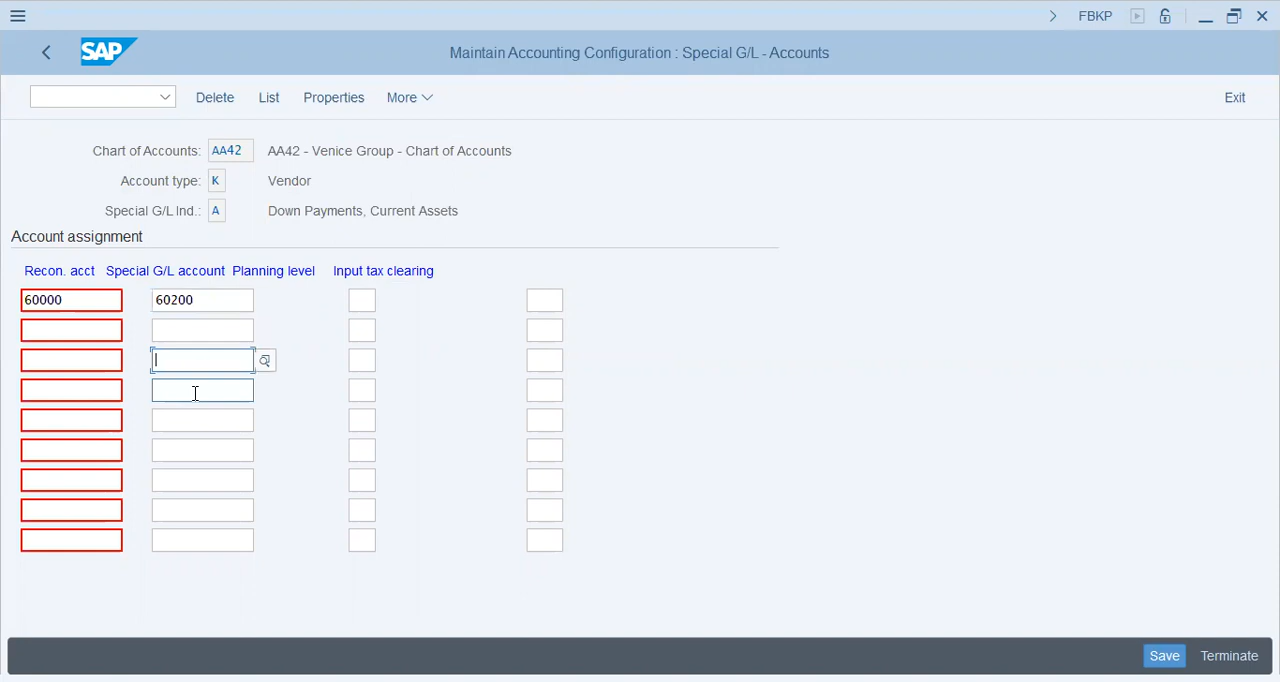 FBKP
SAP Maintain Accounting Configuration : Special G/L - Accounts
Delete List Properties More Exit
Chart of Accounts: AA42 AA42 - Venice Group - Chart of Accounts
Account type: K Vendor
Special G/L Ind.: A Down Payments, Current Assets
Account assignment
Recon. acct Special G/L account Planning level Input tax clearing
60000 60200
Save Terminate